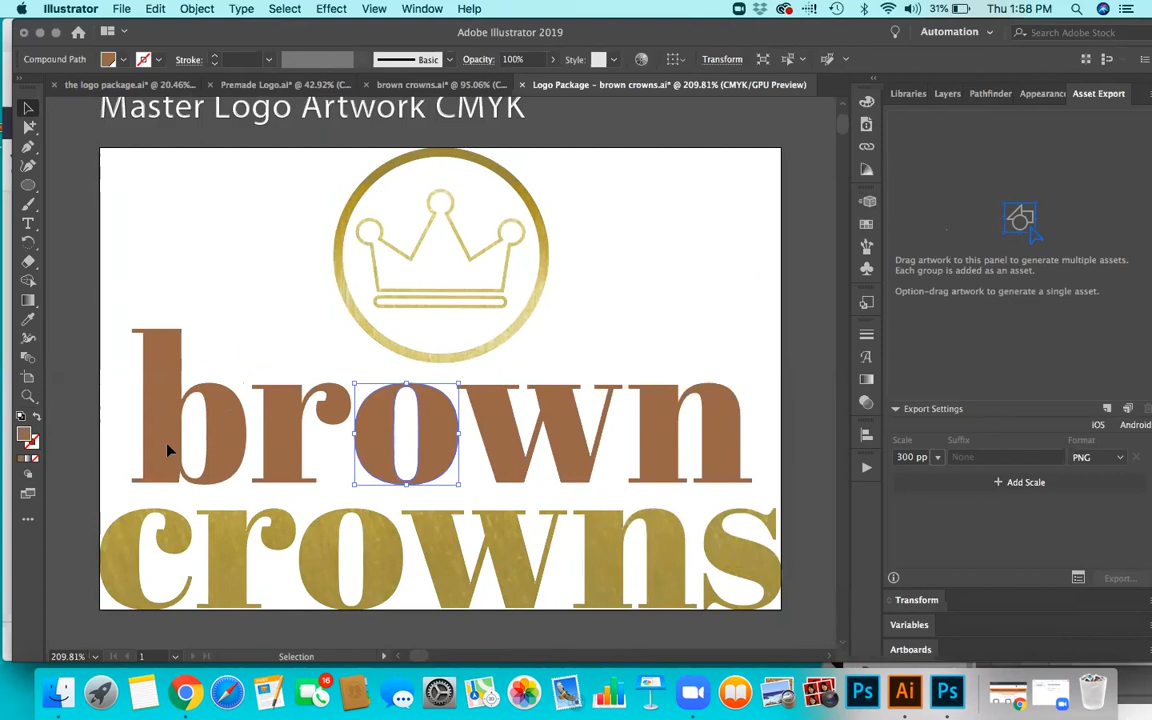 Illustrator File Edit Object Type Select Effect View Window Help 31% Thu 1:58 PM
Adobe Illustrator 2019 Automation Search Adobe Stock
Compound Path Stroke: Basic Opacity: 100% Style: Transform
× the logo package.ai* @ 20.46%... × Premade Logo.ai* @ 42.92% (C... × brown crowns.ai* @ 95.06% (C... × Logo Package - brown crowns.ai* @ 209.81% (CMYK/GPU Preview)
Libraries Layers Pathfinder Appearanc Asset Export
Master Logo Artwork CMYK
brown
crowns
Drag artwork to this panel to generate multiple assets.
Each group is added as an asset.
Option-drag artwork to generate a single asset.
Export Settings
iOS Android
Scale Suffix Format
300 pp None PNG
+ Add Scale
Export...
Transform
Variables
Artboards
209.81% 1 Selection
16
Ps Ai Ps